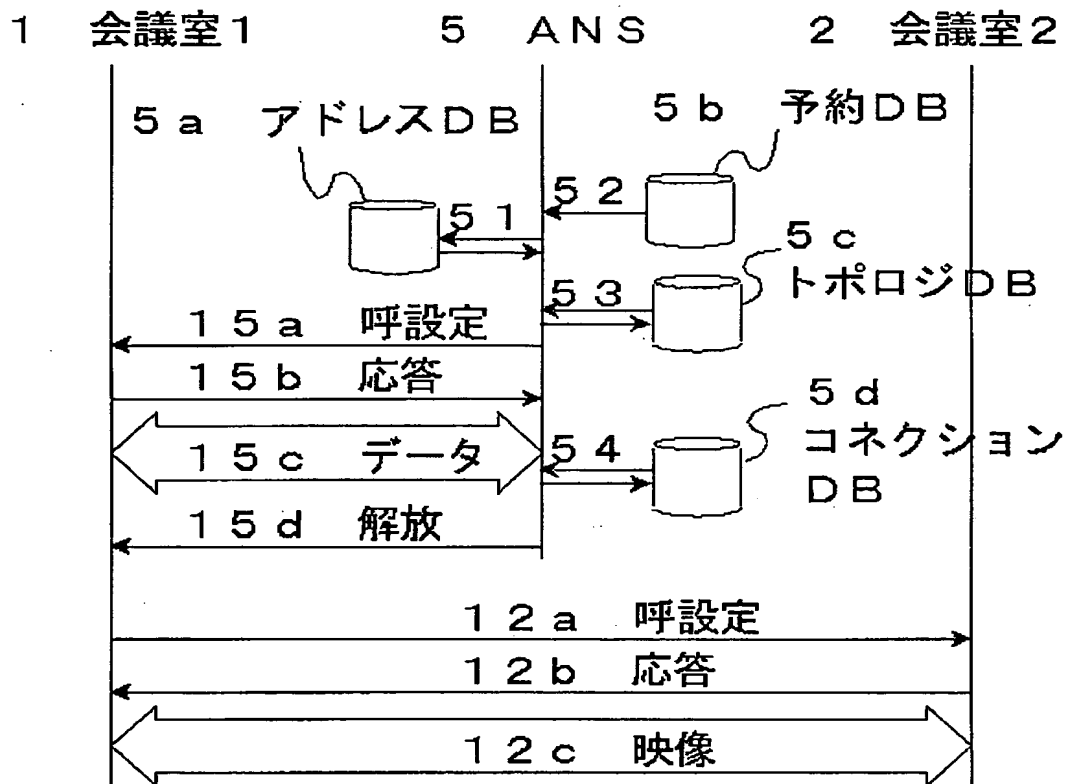 1 会議室1 5 ANS 2 会議室2
5a アドレスDB
5b 予約DB
52
51
5c
トポロジDB
53
15a 呼設定
15b 応答
5d
コネクション
DB
15c データ
54
15d 解放
12a 呼設定
12b 応答
12c 映像